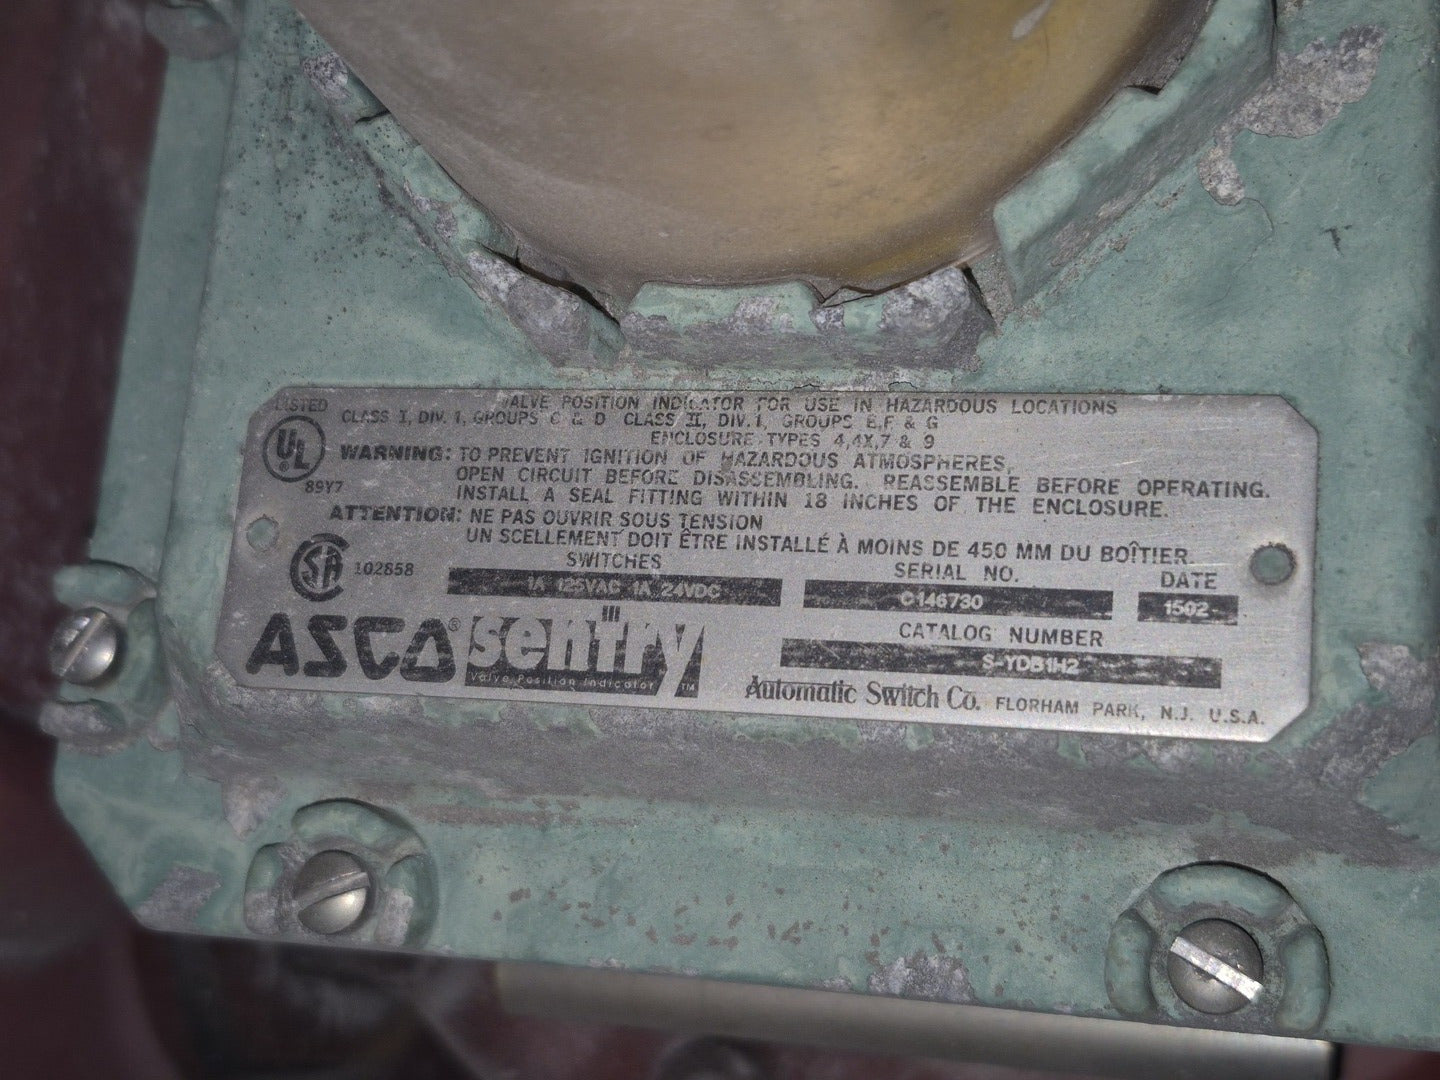 LISTED
VALVE POSITION INDICATOR FOR USE IN HAZARDOUS LOCATIONS
CLASS I, DIV. 1, GROUPS C & D CLASS II, DIV. 1, GROUPS E,F & G
ENCLOSURE TYPES 4,4X,7 & 9
UL ®
89Y7
WARNING: TO PREVENT IGNITION OF HAZARDOUS ATMOSPHERES,
OPEN CIRCUIT BEFORE DISASSEMBLING. REASSEMBLE BEFORE OPERATING.
INSTALL A SEAL FITTING WITHIN 18 INCHES OF THE ENCLOSURE.
ATTENTION: NE PAS OUVRIR SOUS TENSION
UN SCELLEMENT DOIT ÊTRE INSTALLÉ À MOINS DE 450 MM DU BOÎTIER.
SA 102858
SWITCHES
1A 125VAC 1A 24VDC
SERIAL NO.
C146730
DATE
1502
ASCO® sentry
Valve Position Indicator ™
CATALOG NUMBER
S-YDB1H2
Automatic Switch Co. FLORHAM PARK, N.J. U.S.A.